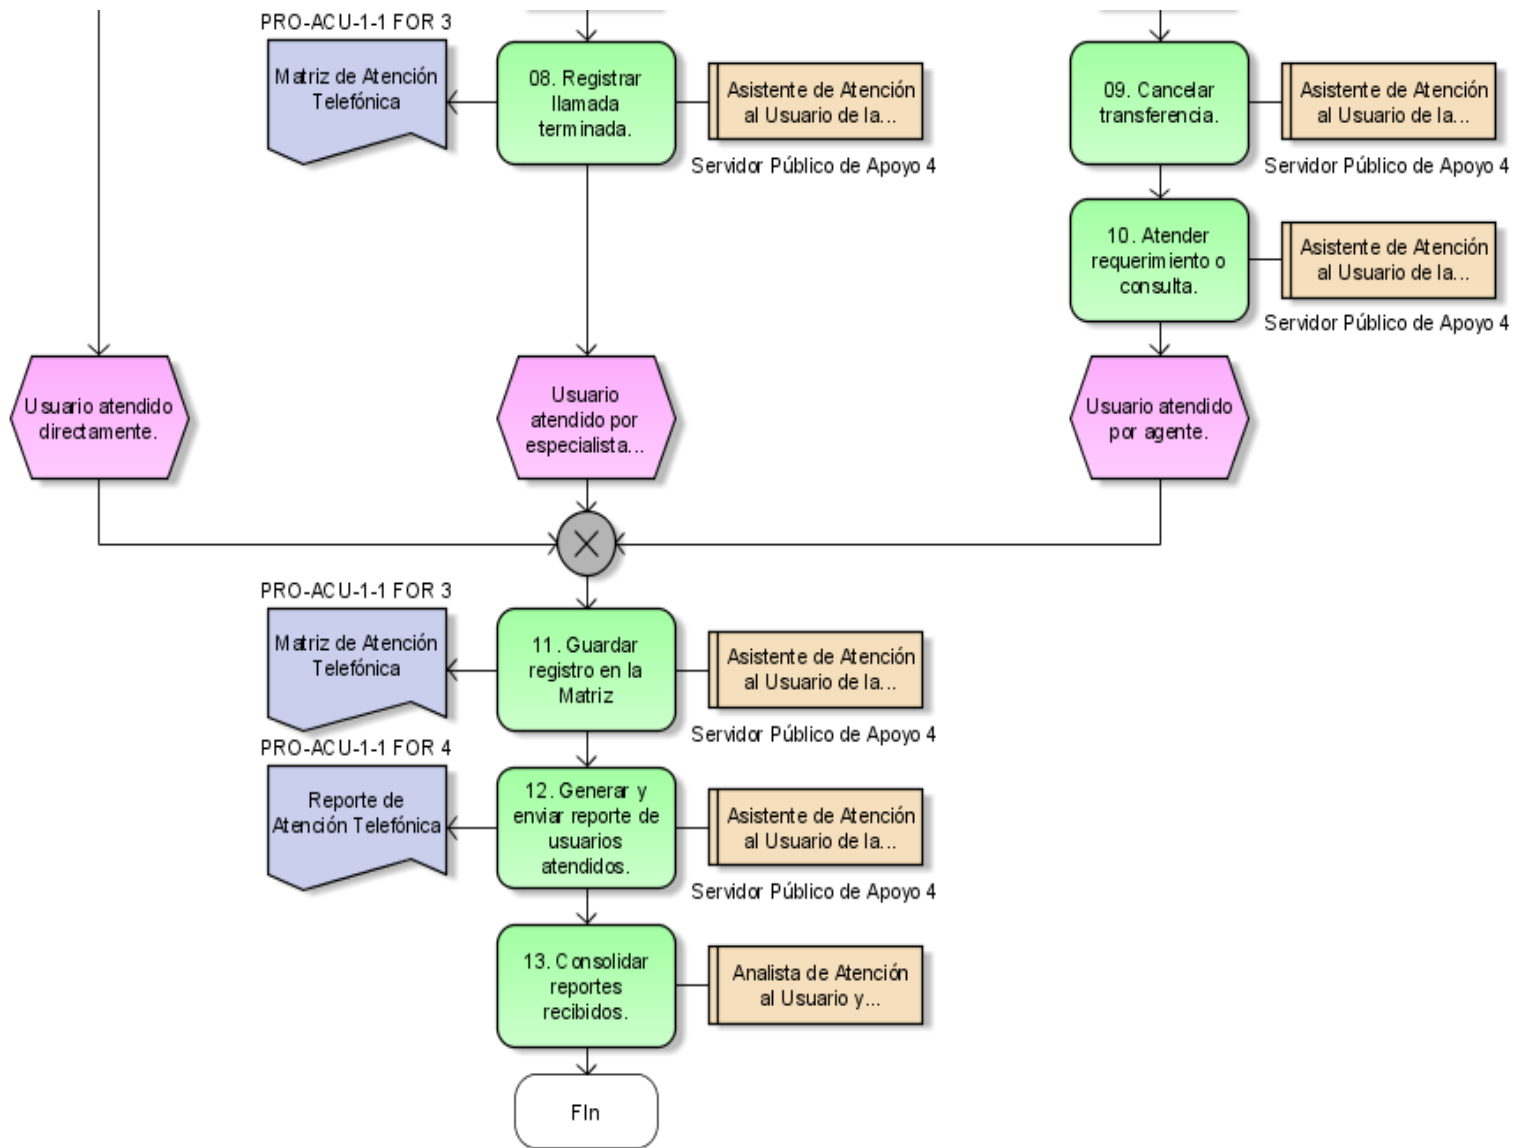 PRO-ACU-1-1 FOR 3
Matriz de Atención
Telefónica
08. Registrar
llamada
terminada.
Asistente de Atención
al Usuario de la...
Servidor Público de Apoyo 4
09. Cancelar
transferencia.
Asistente de Atención
al Usuario de la...
Servidor Público de Apoyo 4
10. Atender
requerimiento o
consulta.
Asistente de Atención
al Usuario de la...
Servidor Público de Apoyo 4
Usuario atendido
directamente.
Usuario
atendido por
especialista...
Usuario atendido
por agente.
PRO-ACU-1-1 FOR 3
Matriz de Atención
Telefónica
11. Guardar
registro en la
Matriz
Asistente de Atención
al Usuario de la...
Servidor Público de Apoyo 4
PRO-ACU-1-1 FOR 4
Reporte de
Atención Telefónica
12. Generar y
enviar reporte de
usuarios
atendidos.
Asistente de Atención
al Usuario de la...
Servidor Público de Apoyo 4
13. Consolidar
reportes
recibidos.
Analista de Atención
al Usuario y...
FIn